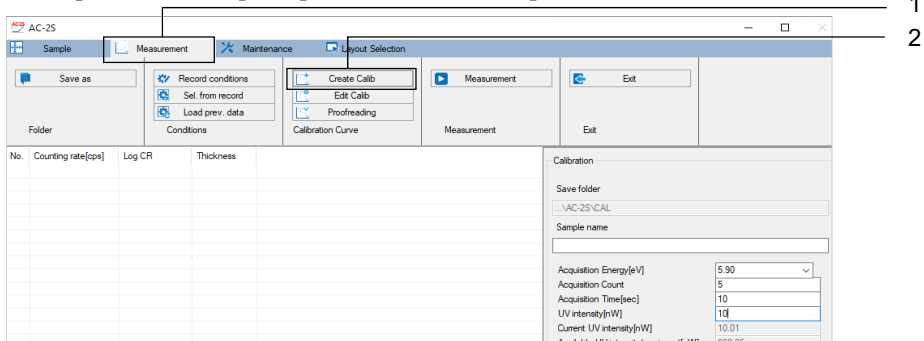 1
AC-2S AC-2S
2
Sample Measurement Maintenance Layout Selection
Save as Record conditions Create Calib Measurement Exit
Sel. from record Edit Calib
Load prev. data Proofreading
Folder Conditions Calibration Curve Measurement Exit
No. Counting rate[cps] Log CR Thickness
Calibration
Save folder
...\AC-2S\CAL
Sample name
Acquisition Energy[eV] 5.90
Acquisition Count 5
Acquisition Time[sec] 10
UV intensity[nW] 10
Current UV intensity[nW] 10.01